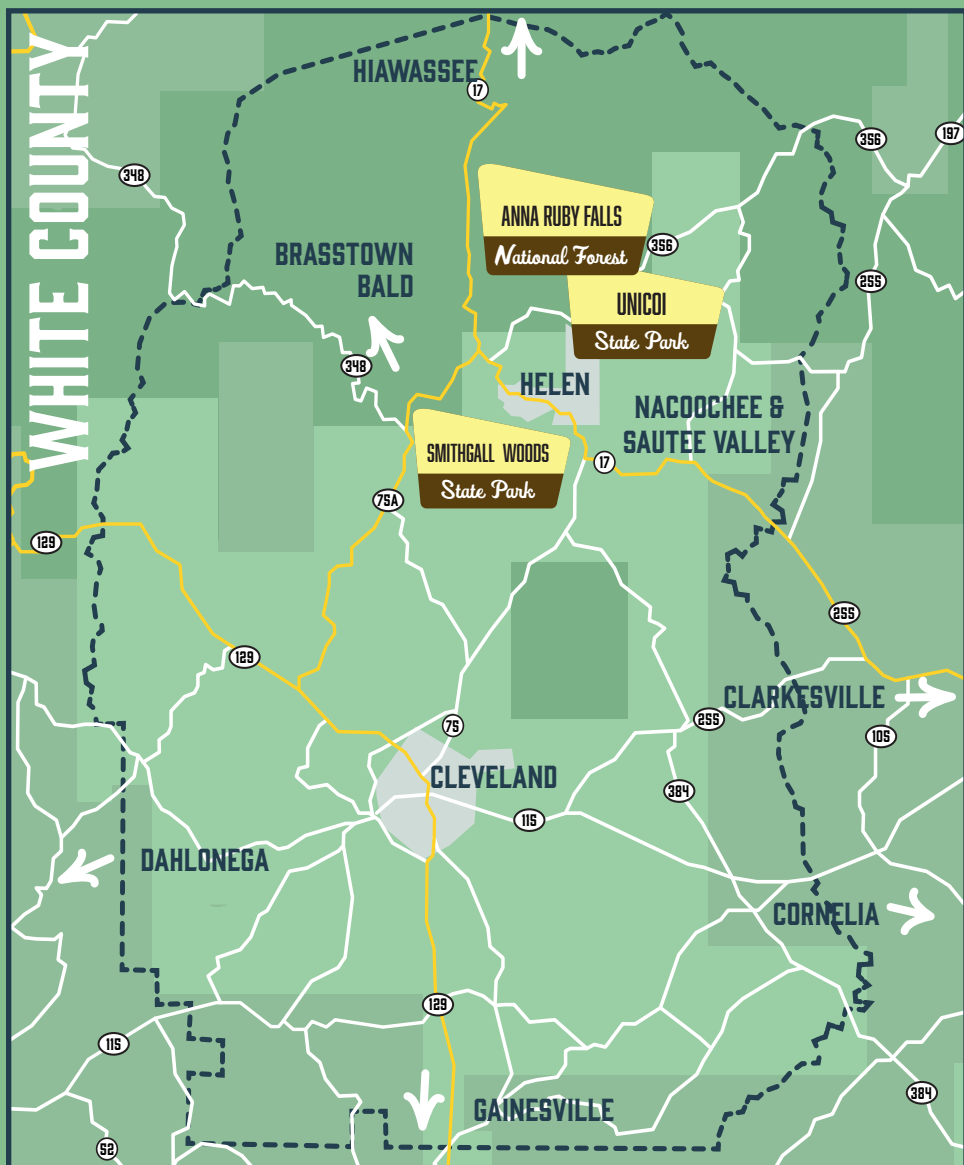 WHITE COUNTY
HIAWASSEE
17
356
197
348
ANNA RUBY FALLS
National Forest
356
BRASSTOWN
BALD
255
UNICOI
State Park
348
HELEN
NACOOCHEE &
SAUTEE VALLEY
SMITHGALL WOODS
State Park
17
75A
129
255
129
CLARKESVILLE
255
75
105
CLEVELAND
384
115
DAHLONEGA
CORNELIA
129
115
384
GAINESVILLE
52